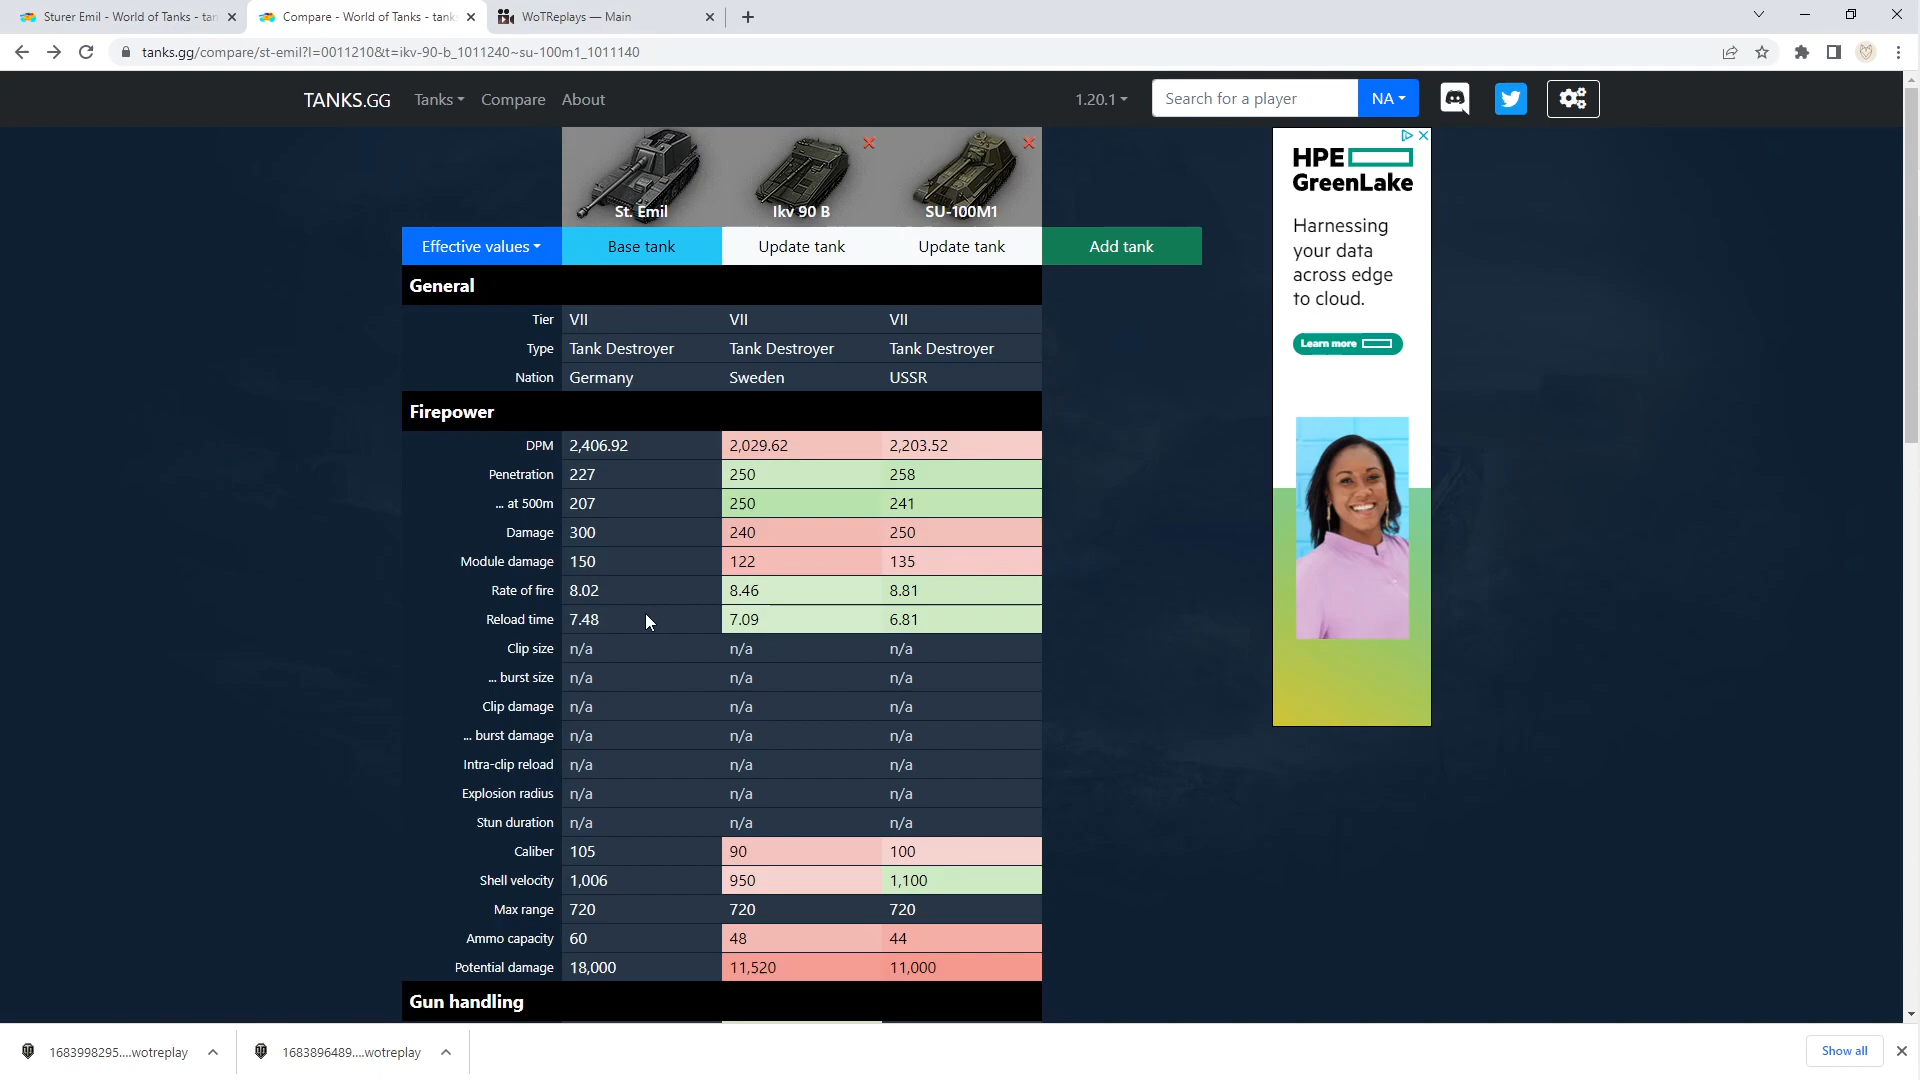 Sturer Emil - World of Tanks - tan
Compare - World of Tanks - tanks
WoTReplays — Main
tanks.gg/compare/st-emil?l=0011210&t=ikv-90-b_1011240~su-100m1_1011140
TANKS.GG Tanks Compare About 1.20.1 Search for a player NA
St. Emil Ikv 90 B SU-100M1
Effective values Base tank Update tank Update tank Add tank
General
Tier VII VII VII
Type Tank Destroyer Tank Destroyer Tank Destroyer
Nation Germany Sweden USSR
Firepower
DPM 2,406.92 2,029.62 2,203.52
Penetration 227 250 258
... at 500m 207 250 241
Damage 300 240 250
Module damage 150 122 135
Rate of fire 8.02 8.46 8.81
Reload time 7.48 7.09 6.81
Clip size n/a n/a n/a
... burst size n/a n/a n/a
Clip damage n/a n/a n/a
... burst damage n/a n/a n/a
Intra-clip reload n/a n/a n/a
Explosion radius n/a n/a n/a
Stun duration n/a n/a n/a
Caliber 105 90 100
Shell velocity 1,006 950 1,100
Max range 720 720 720
Ammo capacity 60 48 44
Potential damage 18,000 11,520 11,000
Gun handling
HPE
GreenLake
Harnessing
your data
across edge
to cloud.
Learn more
1683998295....wotreplay
1683896489....wotreplay
Show all